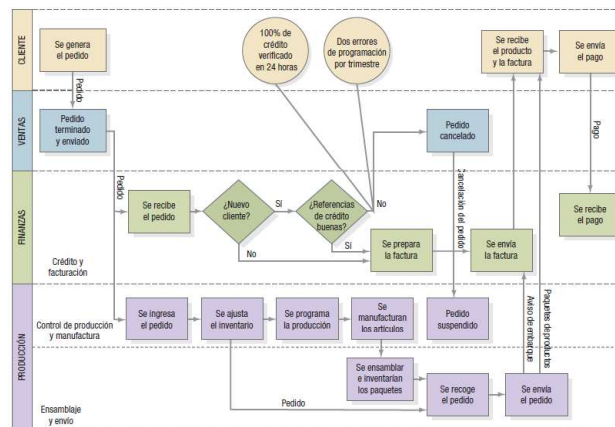 CLIENTE
Se genera
el pedido
100% de
crédito
verificado
en 24 horas
Dos errores
de programación
por trimestre
Se recibe
el producto
y la factura
Se envía
el pago
Pedido
VENTAS
Pedido
terminado
y enviado
Pedido
cancelado
Pago
FINANZAS
Pedido
Se recibe
el pedido
¿Nuevo
cliente?
Sí
¿Referencias
de crédito
buenas?
No
Cancelación del pedido
No
Sí
Se prepara
la factura
Se envía
la factura
Se recibe
el pago
Crédito y
facturación
PRODUCCIÓN
Se ingresa
el pedido
Se ajusta
el inventario
Se programa
la producción
Se
manufacturan
los artículos
Pedido
suspendido
Aviso de embarque
Paquetes de productos
Control de producción
y manufactura
Se ensamblar
e inventarían
los paquetes
Pedido
Se recoge
el pedido
Se envía
el pedido
Ensamblaje
y envío